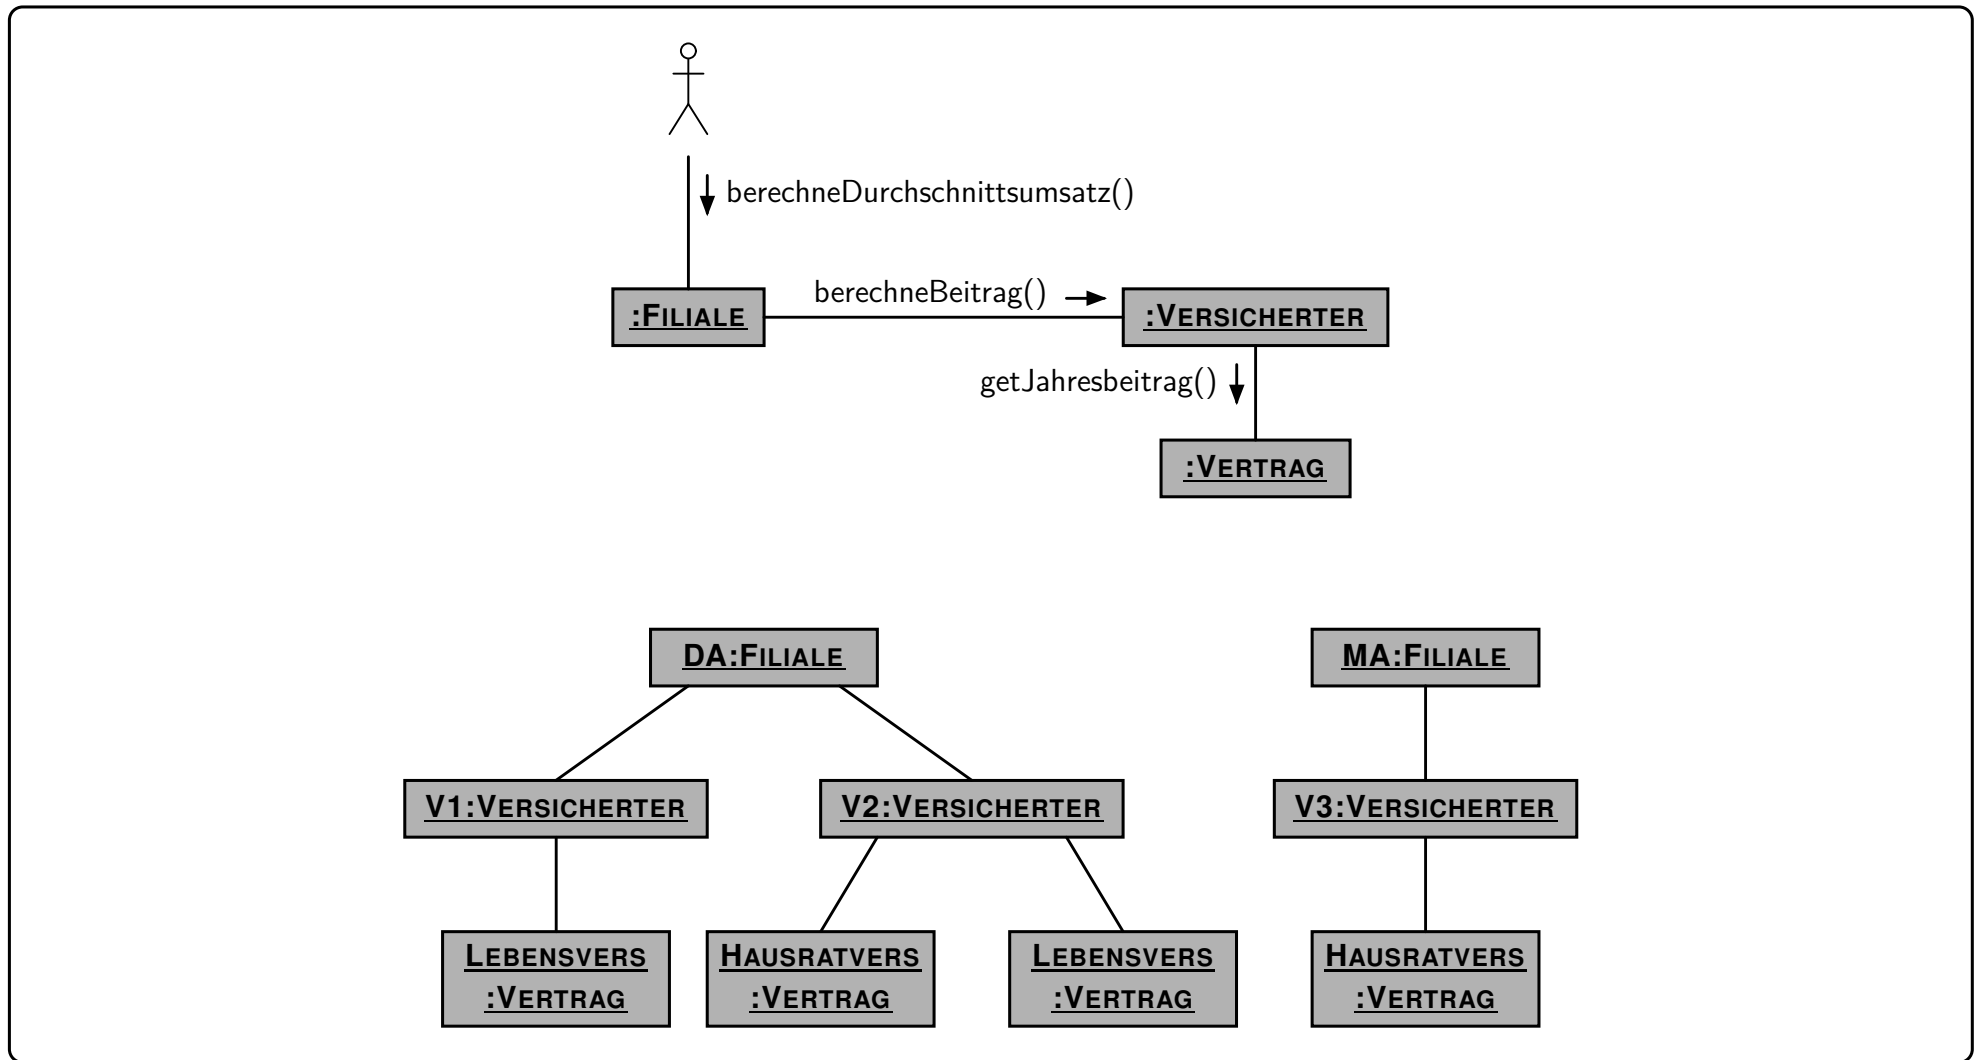 berechneDurchschnittsumsatz()
berechneBeitrag()
:FILIALE
:VERSICHERTER
getJahresbeitrag()
:VERTRAG
DA:FILIALE
MA:FILIALE
V1:VERSICHERTER
V2:VERSICHERTER
V3:VERSICHERTER
LEBENSVERS
:VERTRAG
HAUSRATVERS
:VERTRAG
LEBENSVERS
:VERTRAG
HAUSRATVERS
:VERTRAG